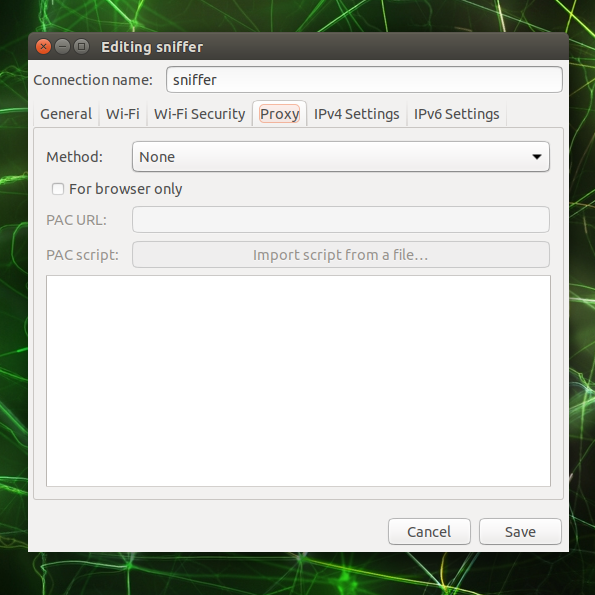 Editing sniffer
Connection name: sniffer
General Wi-Fi Wi-Fi Security Proxy IPv4 Settings IPv6 Settings
Method: None
For browser only
PAC URL:
PAC script: Import script from a file...
Cancel Save